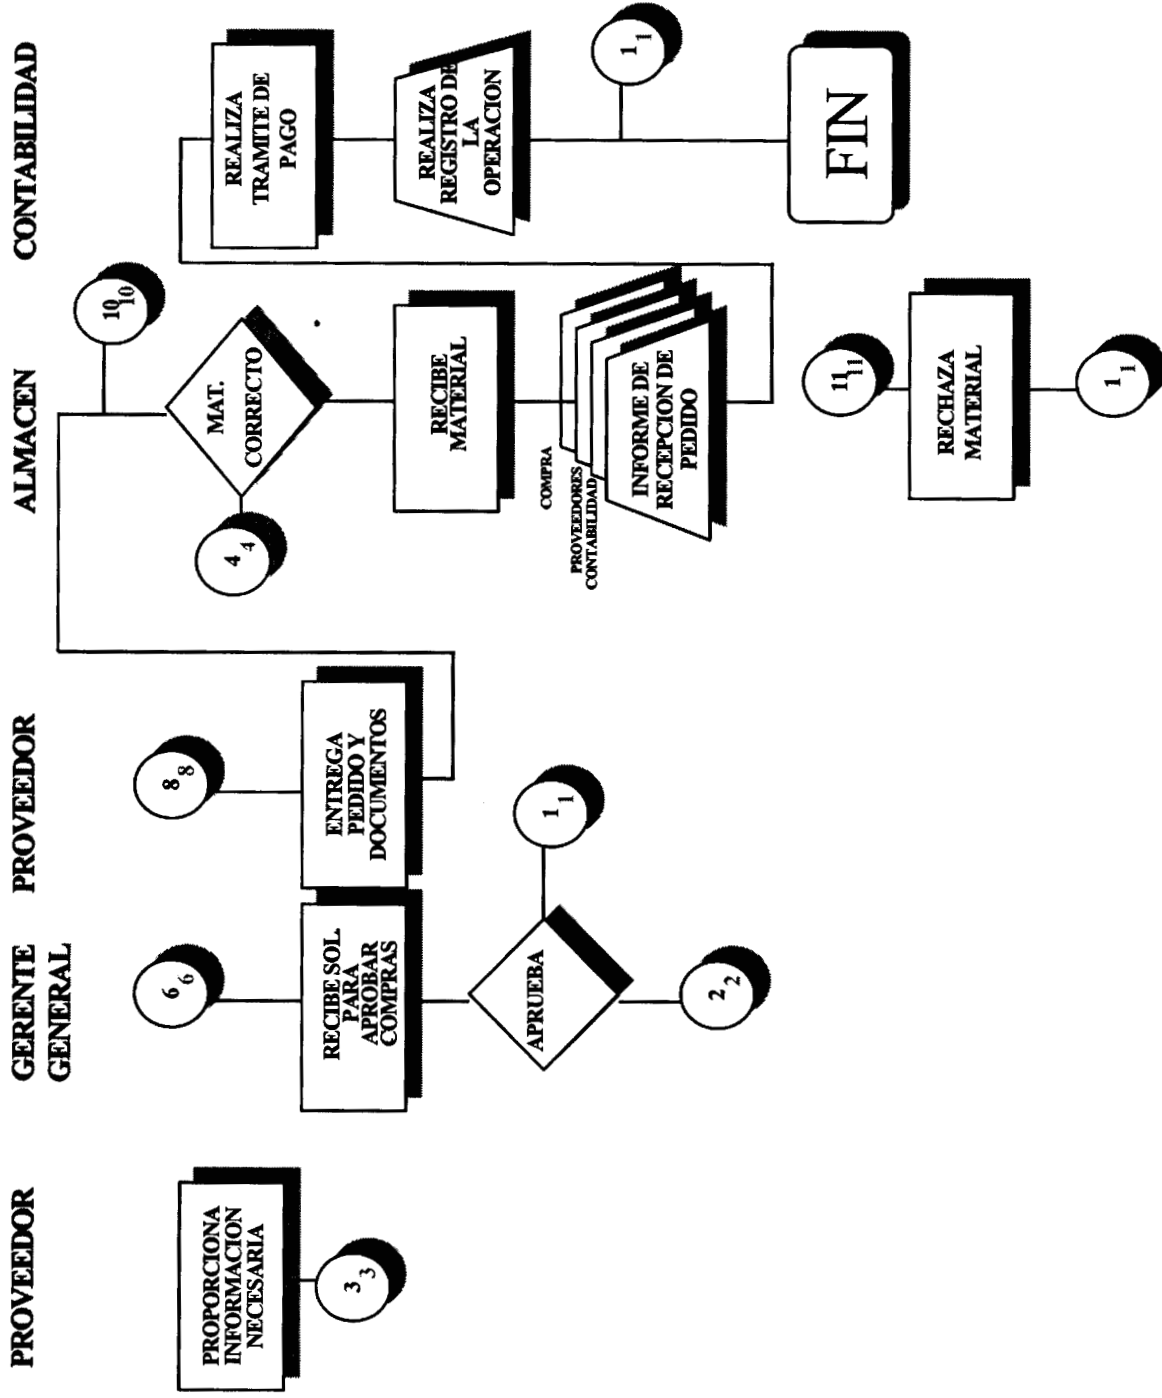 PROVEEDOR
GERENTE
GENERAL
PROVEEDOR
ALMACEN
CONTABILIDAD
PROPORCIONA
INFORMACION
NECESARIA
3
3
6
6
RECIBE SOL.
PARA
APROBAR
COMPRAS
APRUEBA
1
1
2
2
8
8
ENTREGA
PEDIDO Y
DOCUMENTOS
10
10
MAT.
CORRECTO
4
4
RECIBE
MATERIAL
COMPRA
PROVEEDORES
CONTABILIDAD
INFORME DE
RECEPCION DE
PEDIDO
11
11
RECHAZA
MATERIAL
1
1
REALIZA
TRAMITE DE
PAGO
REALIZA
REGISTRO DE
LA
OPERACION
1
1
FIN